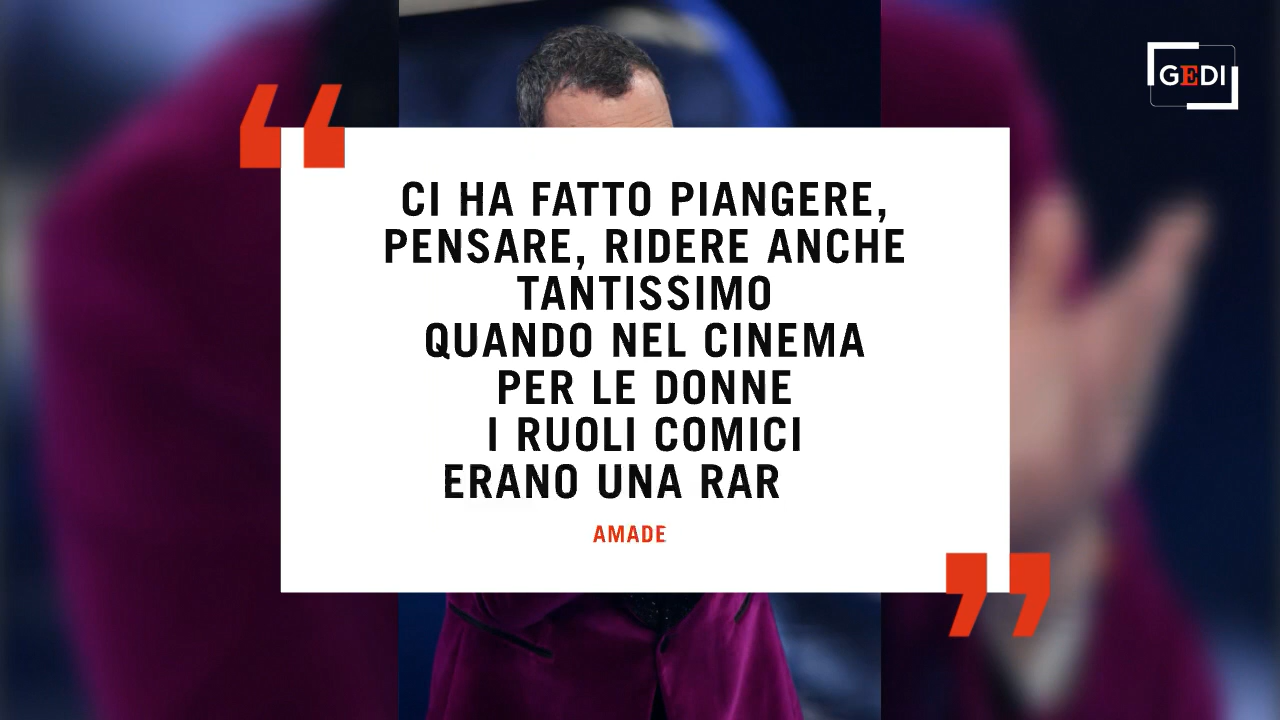 GEDI
CI HA FATTO PIANGERE,
PENSARE, RIDERE ANCHE
TANTISSIMO
QUANDO NEL CINEMA
PER LE DONNE
I RUOLI COMICI
ERANO UNA RAR
AMADE